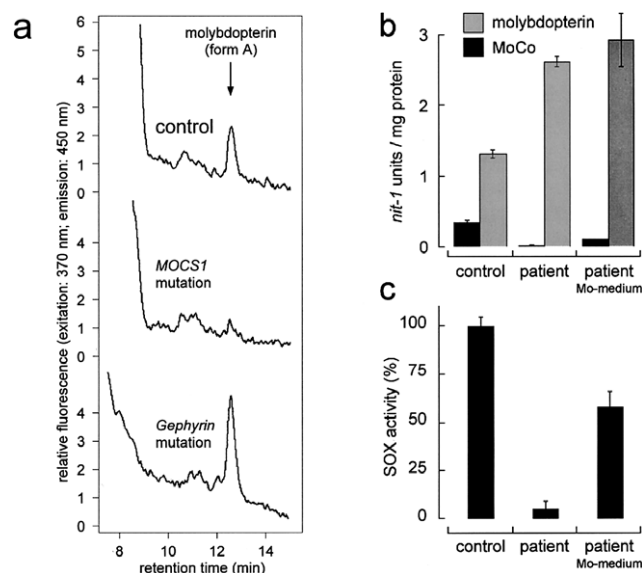 a
relative fluorescence (exitation: 370 nm; emission: 450 nm)
6
5
4
3
2
1
0
molybdopterin
(form A)
control
4
3
2
1
0
MOCS1
mutation
4
3
2
1
0
Gephyrin
mutation
8 10 12 14
retention time (min)
b
molybdopterin
MoCo
nit-1 units / mg protein
3
2
1
0
control patient patient
Mo-medium
c
SOX activity (%)
100
75
50
25
0
control patient patient
Mo-medium